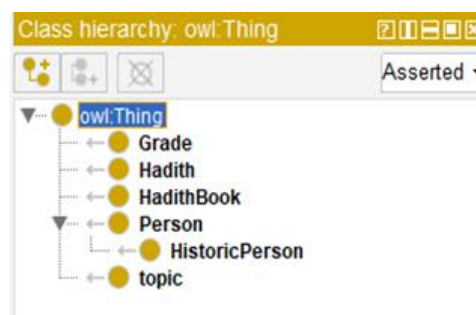 Class hierarchy: owl:Thing
Asserted
owl:Thing
Grade
Hadith
HadithBook
Person
HistoricPerson
topic